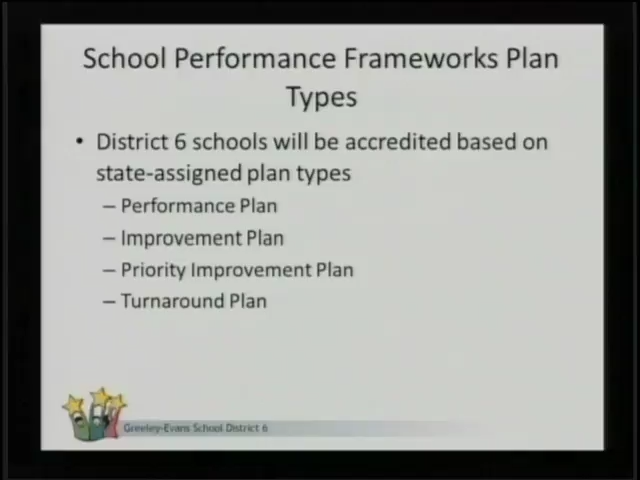 School Performance Frameworks Plan
Types
• District 6 schools will be accredited based on
state-assigned plan types
– Performance Plan
– Improvement Plan
– Priority Improvement Plan
– Turnaround Plan
Greeley-Evans School District 6